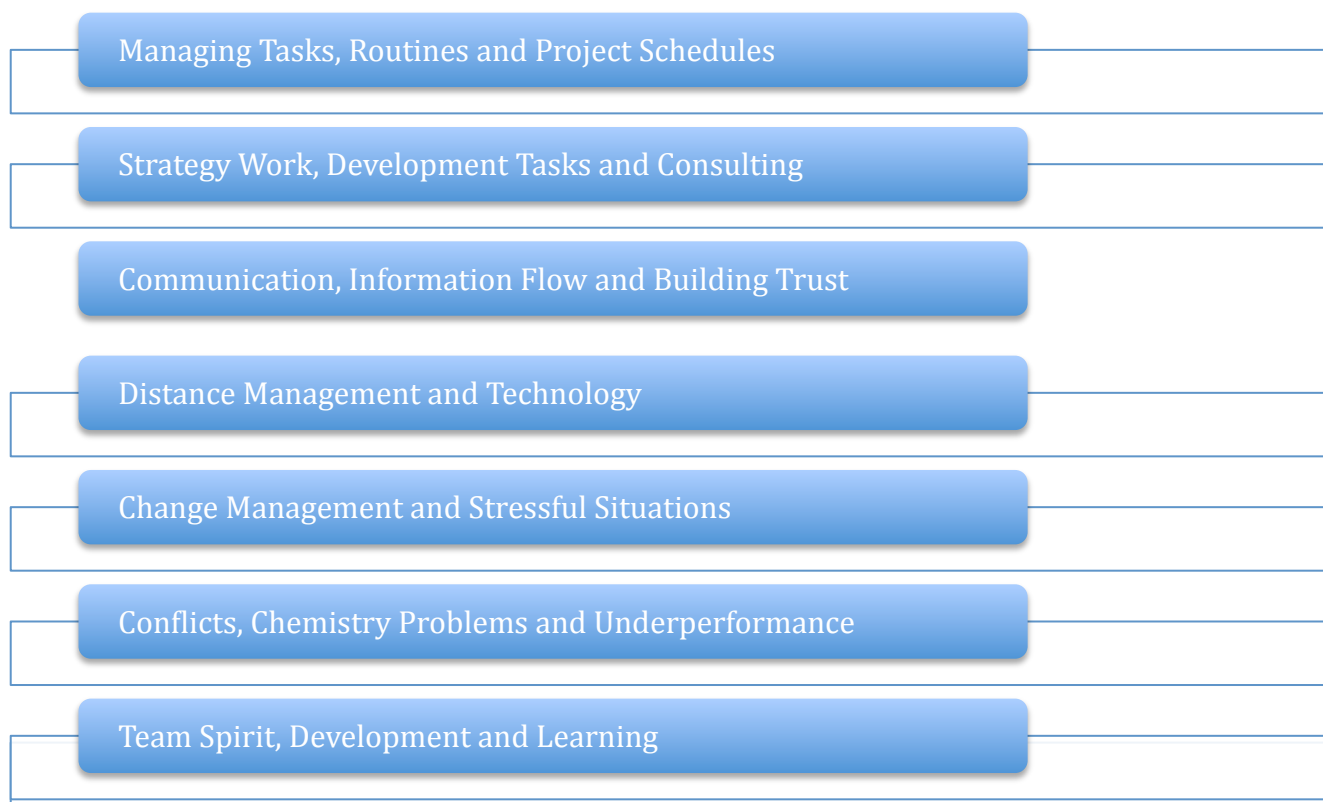 Managing Tasks, Routines and Project Schedules
Strategy Work, Development Tasks and Consulting
Communication, Information Flow and Building Trust
Distance Management and Technology
Change Management and Stressful Situations
Conflicts, Chemistry Problems and Underperformance
Team Spirit, Development and Learning